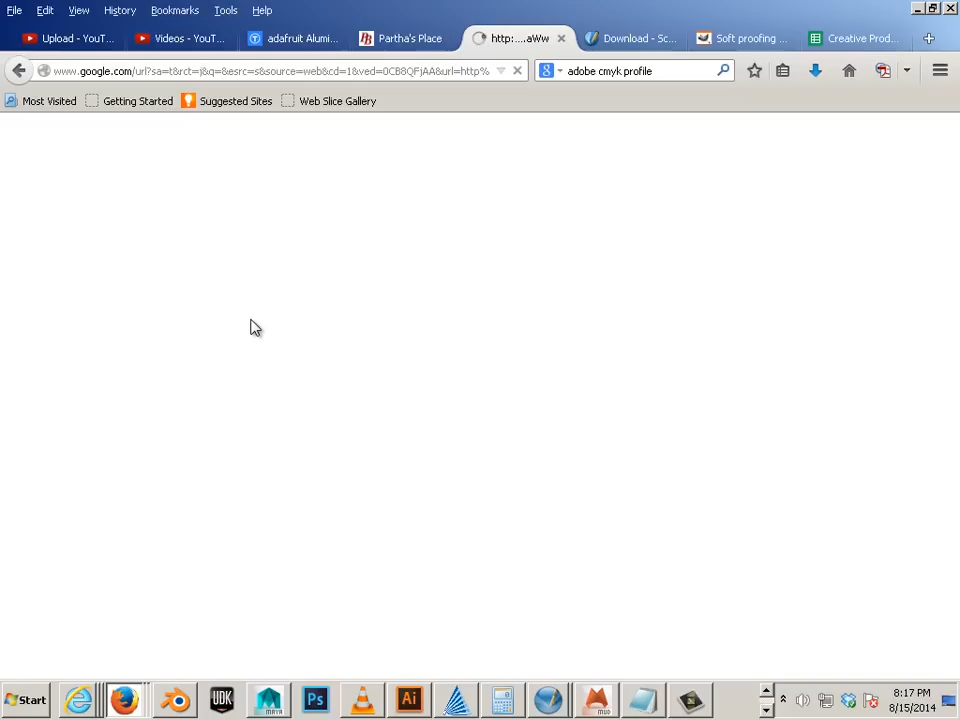 File Edit View History Bookmarks Tools Help
Upload - YouT... Videos - YouT... adafruit Alumi... Partha's Place http:....aWw Download - Sc... Soft proofing ... Creative Prod...
www.google.com/url?sa=t&rct=j&q=&esrc=s&source=web&cd=1&ved=0CB8QFjAA&url=http% adobe cmyk profile
Most Visited Getting Started Suggested Sites Web Slice Gallery
Start UDK MAYA Ps Ai MUD 8:17 PM
8/15/2014